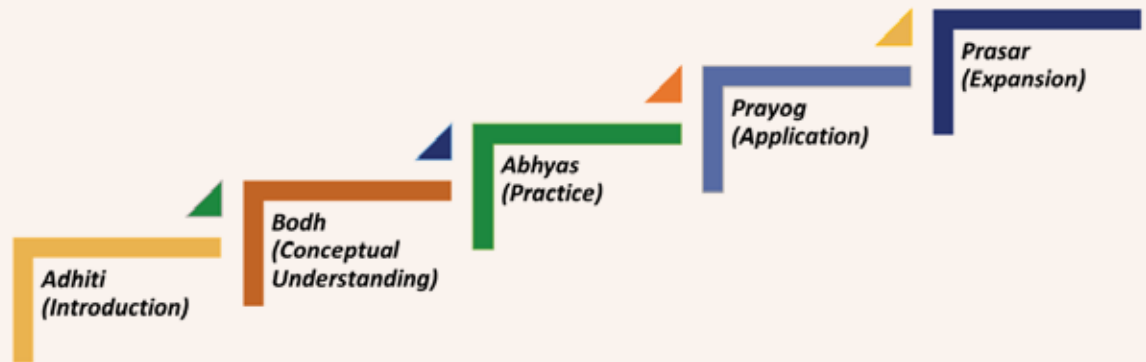 Adhiti
(Introduction)
Bodh
(Conceptual
Understanding)
Abhyas
(Practice)
Prayog
(Application)
Prasar
(Expansion)